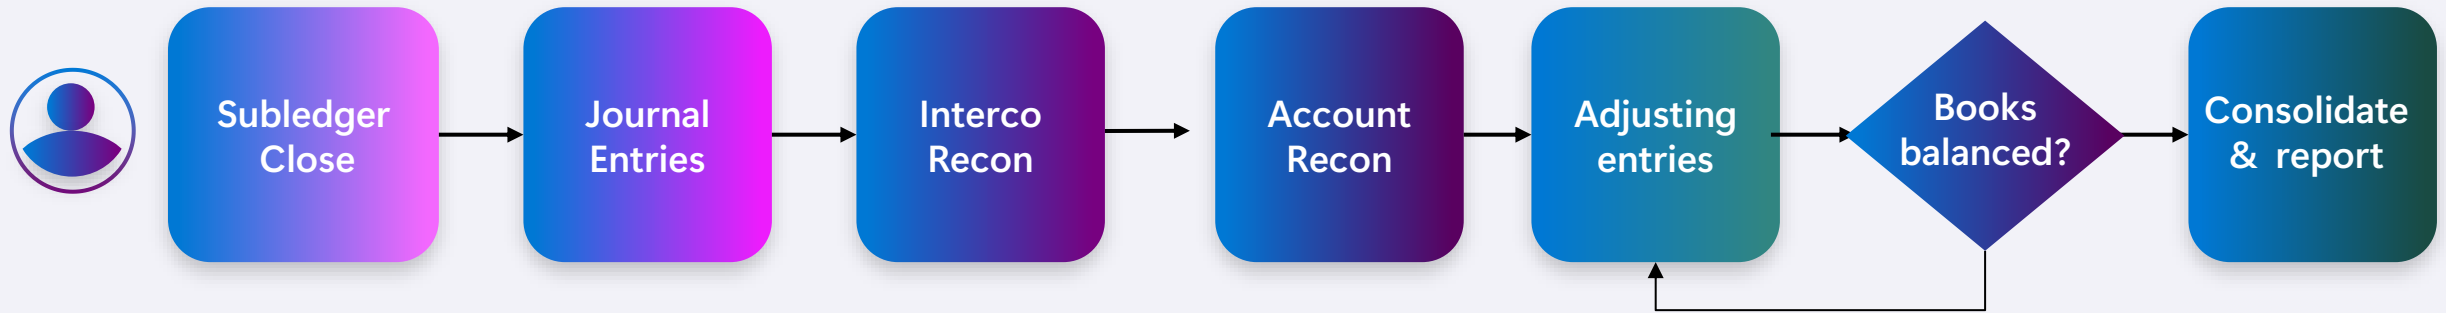 Subledger
Close
Journal
Entries
Interco
Recon
Account
Recon
Adjusting
entries
Books
balanced?
Consolidate
& report